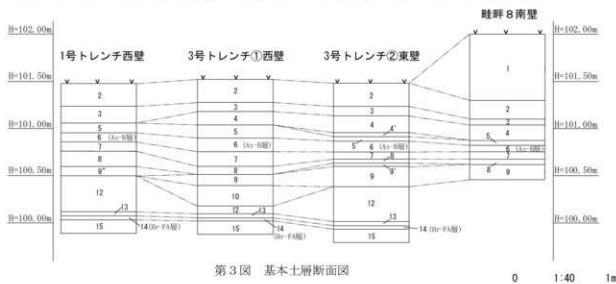 畦畔8南壁
H=102.00m
H=102.00m
1号トレンチ西壁
3号トレンチ①西壁
3号トレンチ②東壁
H=101.50m
H=101.50m
H=101.00m
H=101.00m
H=100.50m
H=100.50m
H=100.00m
H=100.00m
2
3
5
6 (As-B層)
7
8
9"
12
13
14(Hr-FA層)
15
2
3
4
5
6 (As-B層)
7
8
9
10
12
13
14
(Hr-FA層)
15
2
3
4
4'
5
6 (As-B層)
7
8
9'
9
12
13
14 (Hr-FA層)
15
1
2
3
4
5
6 (As-B層)
7
8
9
第3図 基本土層断面図
0 1:40 1m